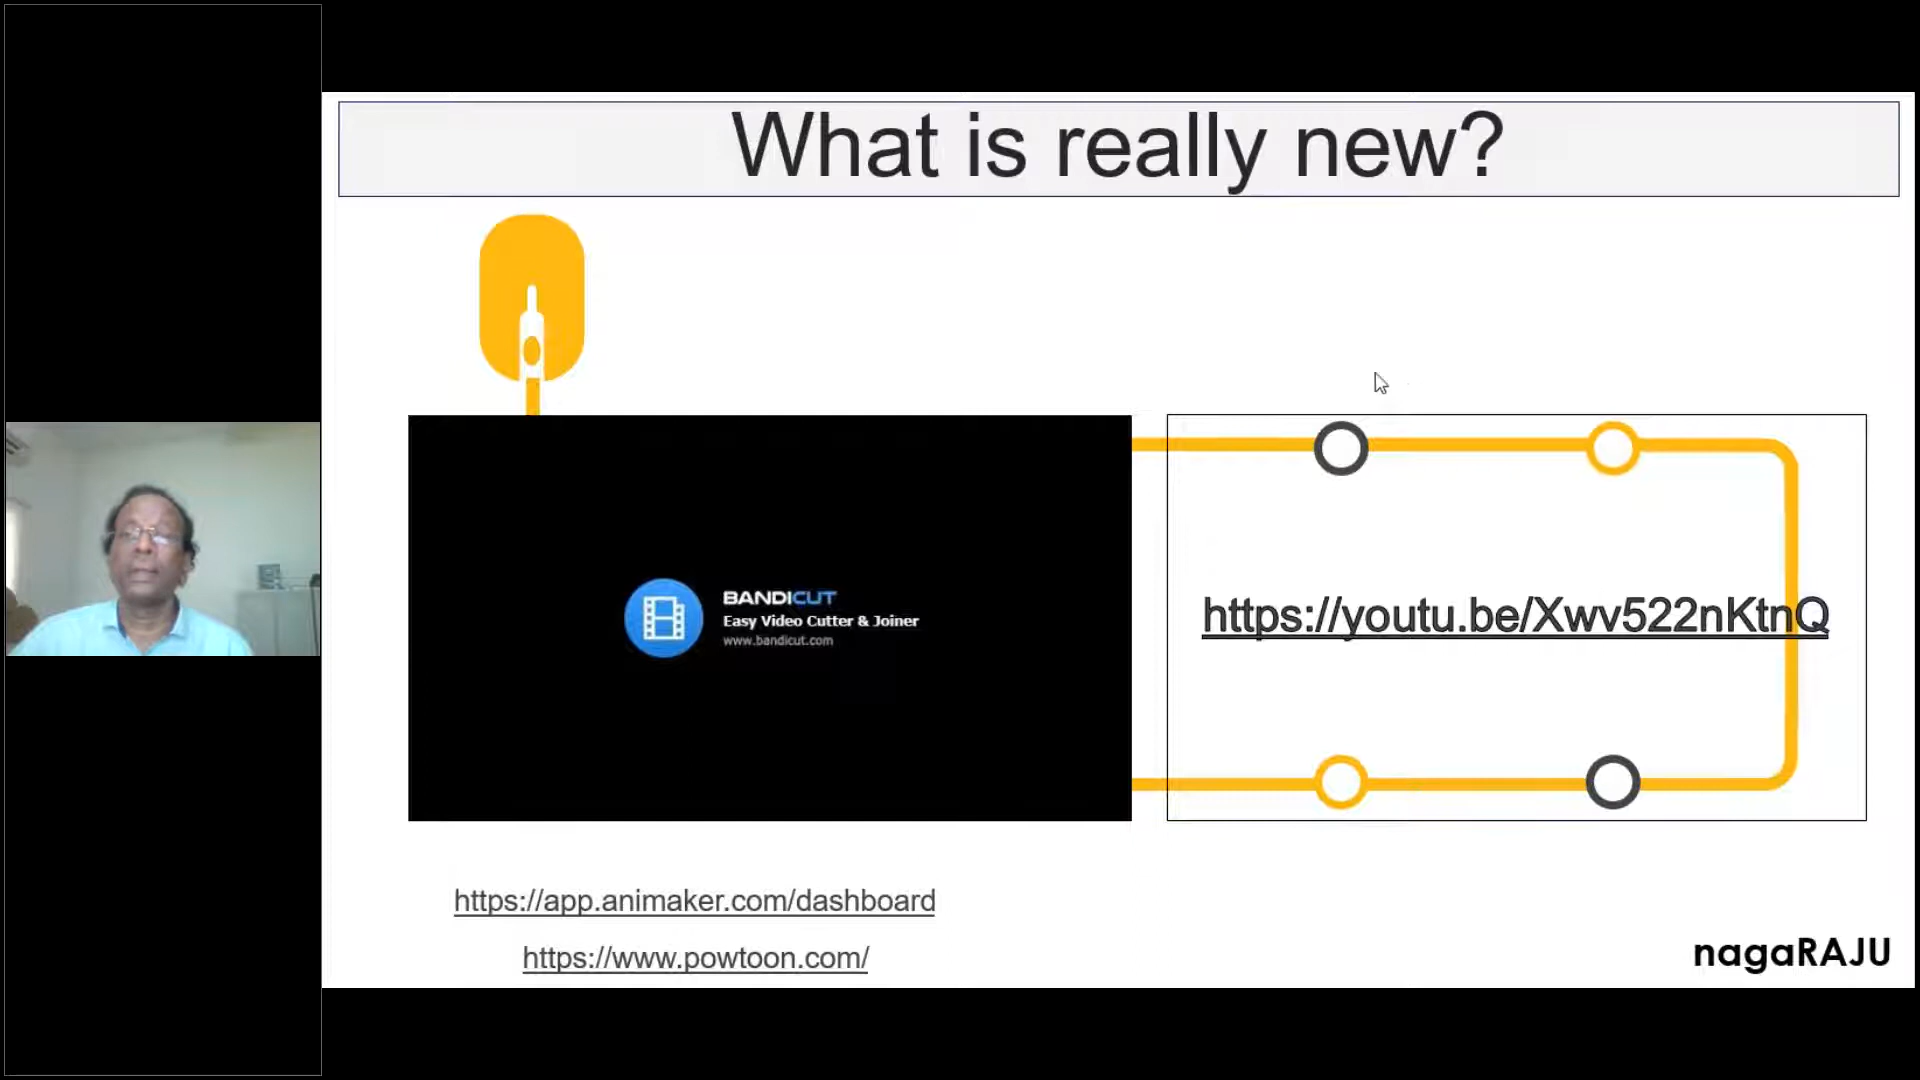 What is really new?
BANDICUT
Easy Video Cutter & Joiner
www.bandicut.com
https://youtu.be/Xwv522nKtnQ
https://app.animaker.com/dashboard
https://www.powtoon.com/
nagaRAJU